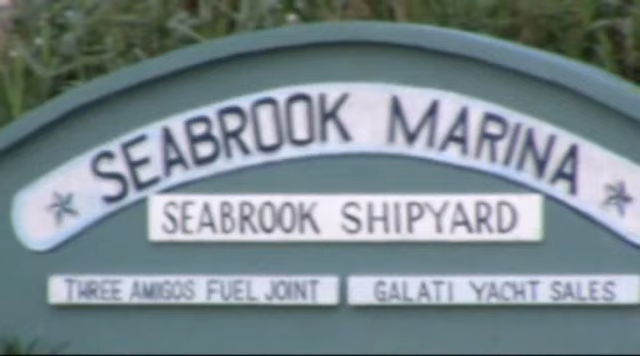 SEABROOK MARINA
SEABROOK SHIPYARD
THREE AMIGOS FUEL JOINT
GALATI YACHT SALES